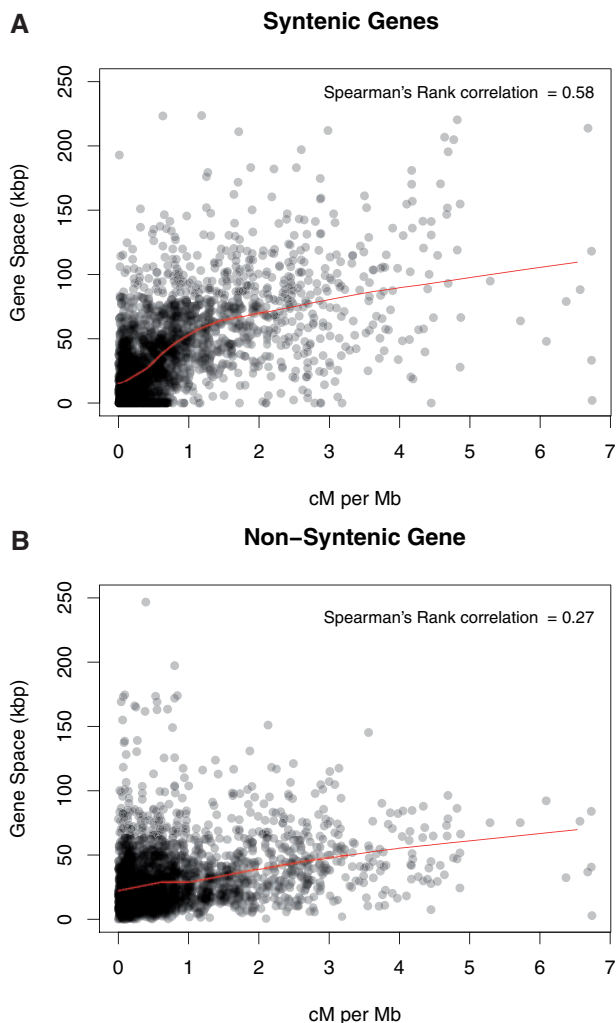 A
Syntenic Genes
Spearman's Rank correlation = 0.58
Gene Space (kbp)
250
200
150
100
50
0
0 1 2 3 4 5 6 7
cM per Mb
B
Non−Syntenic Gene
Spearman's Rank correlation = 0.27
Gene Space (kbp)
250
200
150
100
50
0
0 1 2 3 4 5 6 7
cM per Mb